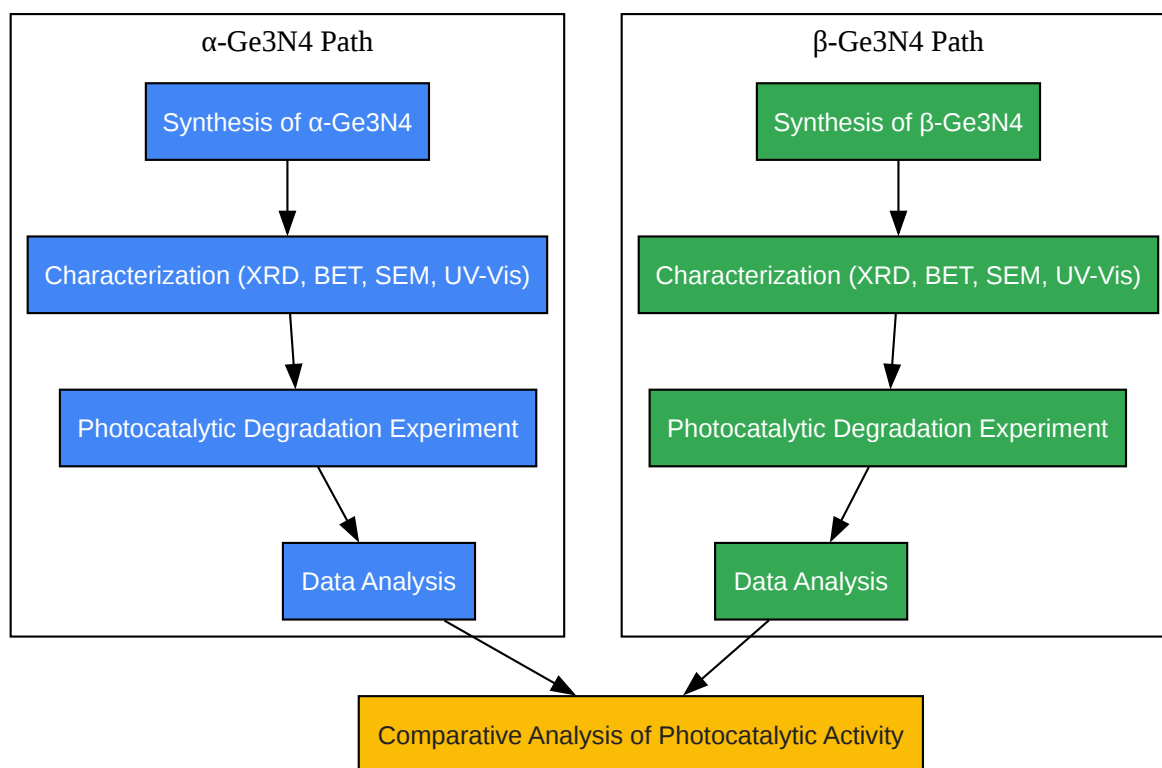 α-Ge3N4 Path
Synthesis of α-Ge3N4
Characterization (XRD, BET, SEM, UV-Vis)
Photocatalytic Degradation Experiment
Data Analysis
β-Ge3N4 Path
Synthesis of β-Ge3N4
Characterization (XRD, BET, SEM, UV-Vis)
Photocatalytic Degradation Experiment
Data Analysis
Comparative Analysis of Photocatalytic Activity